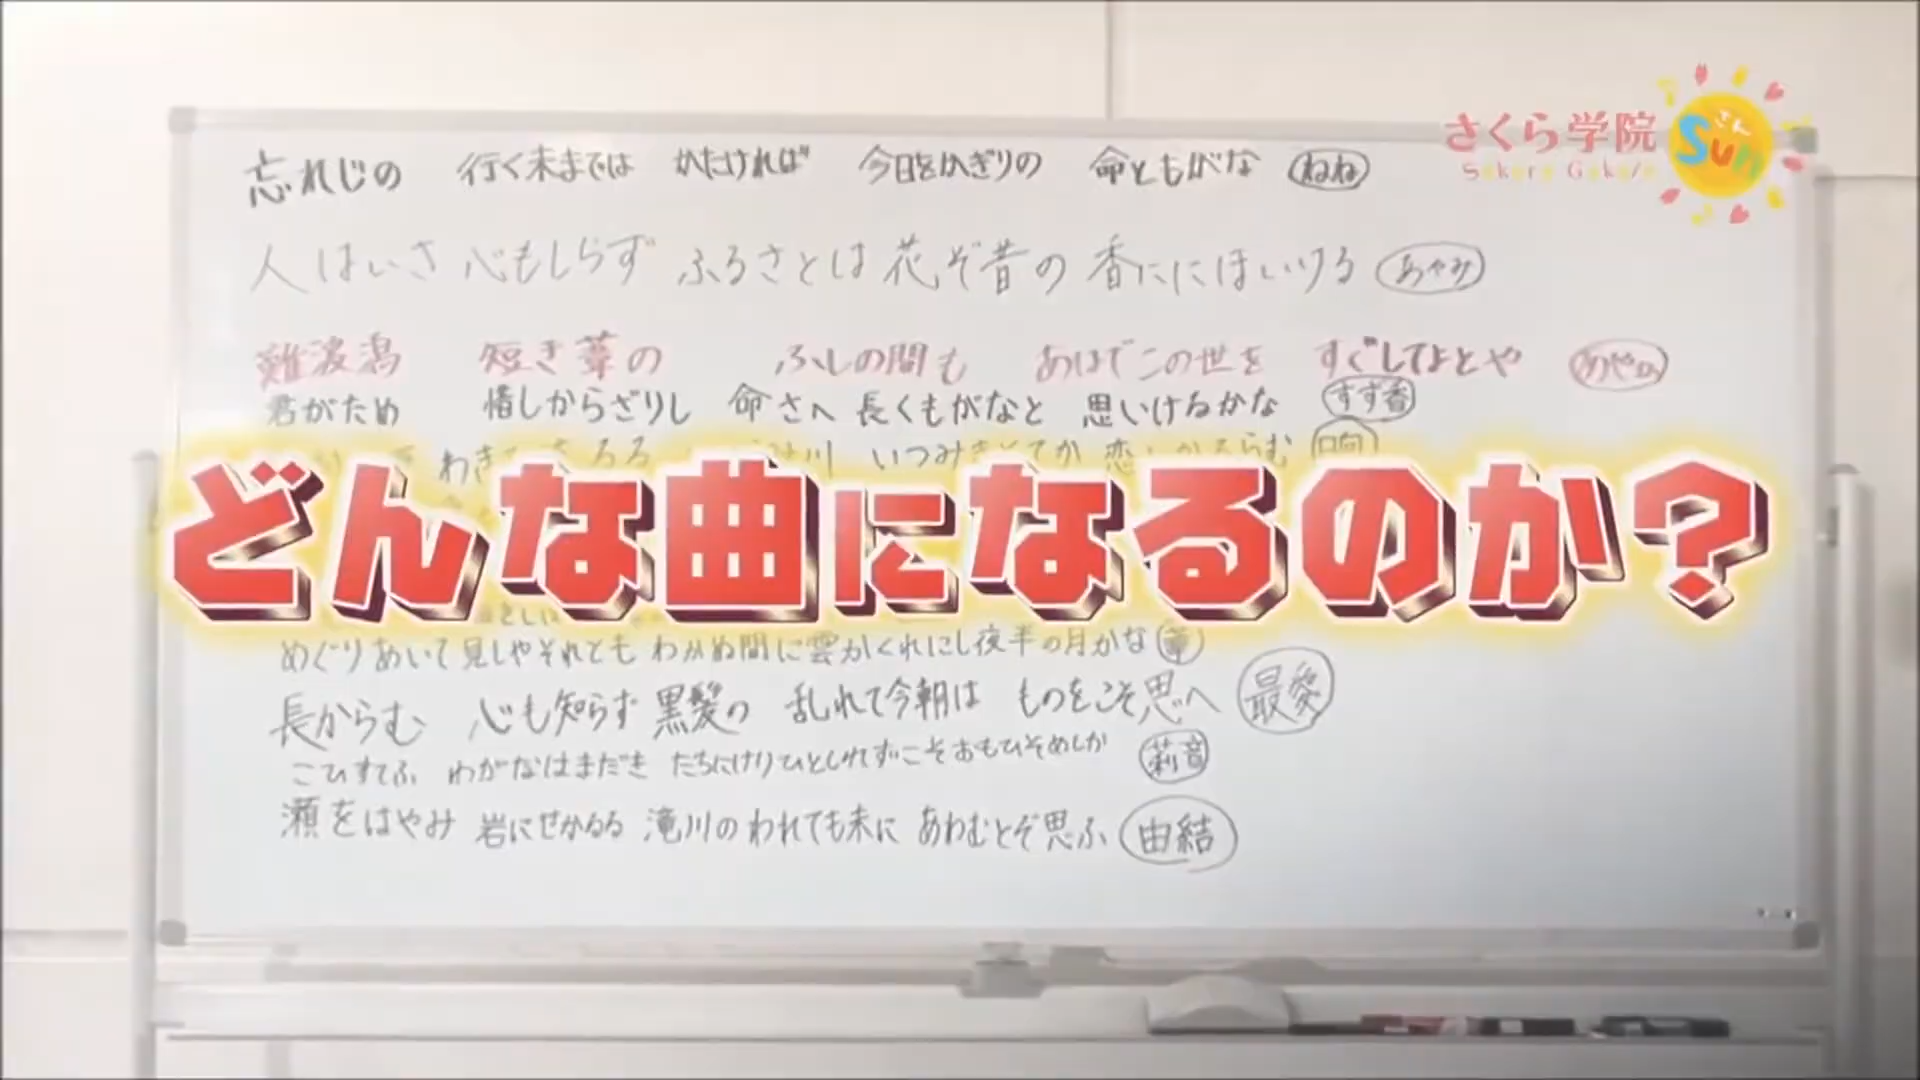 さくら学院
さん
Sun
Sakura Gakuin
忘れじの 行く末までは かたければ 今日をかぎりの 命ともがな ねね
人はいさ 心もしらず ふるさとは 花ぞ昔の 香ににほいける あやみ
難波潟 短き葦の ふしの間も あはでこの世を すぐしてよとや
君がため 惜しからざりし 命さへ 長くもがなと 思いけるかな すず香
いつみきとてか 日向
どんな曲になるのか?
めぐりあいて 見しやそれとも わかぬ間に 雲がくれにし 夜半の月かな
長からむ 心も知らず 黒髪の 乱れて今朝は ものをこそ思へ 最愛
こひすてふ わがなはまだき たちにけり ひとしれずこそ おもひそめしか 莉音
瀬をはやみ 岩にせかるる 滝川の われても末に あわむとぞ思ふ 由結